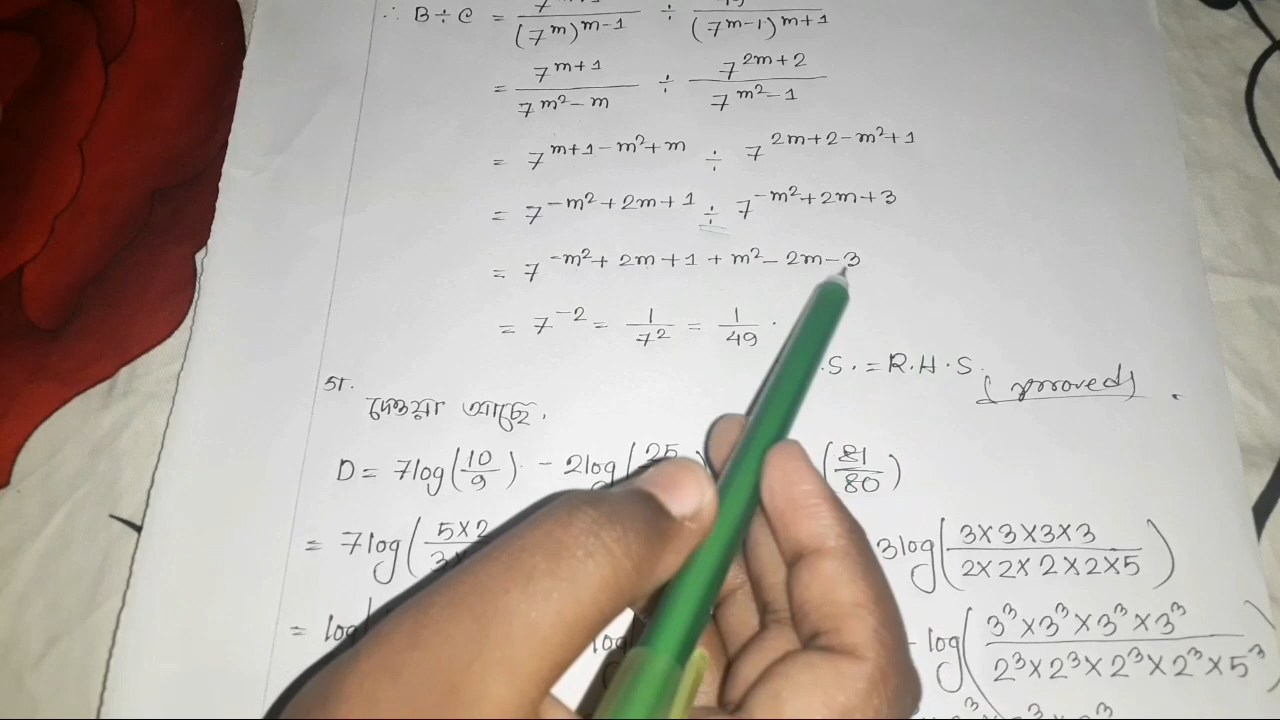 ∴ B ÷ C = 7 / (7^m)^{m-1} ÷ / (7^{m-1})^{m+1}
= 7^{m+1} / 7^{m²-m} ÷ 7^{2m+2} / 7^{m²-1}
= 7^{m+1-m²+m} ÷ 7^{2m+2-m²+1}
= 7^{-m²+2m+1} ÷ 7^{-m²+2m+3}
= 7^{-m²+2m+1+m²-2m-3}
= 7^{-2} = 1/7² = 1/49 .
.S. = R.H.S. (proved) .
দেওয়া আছে,
D = 7log(10/9) - 2log(25 (81/80)
= 7log(5×2 / 3× 3log(3×3×3×3 / 2×2×2×2×5)
= log log - log(3³×3³×3³×3³ / 2³×2³×2³×2³×5³)